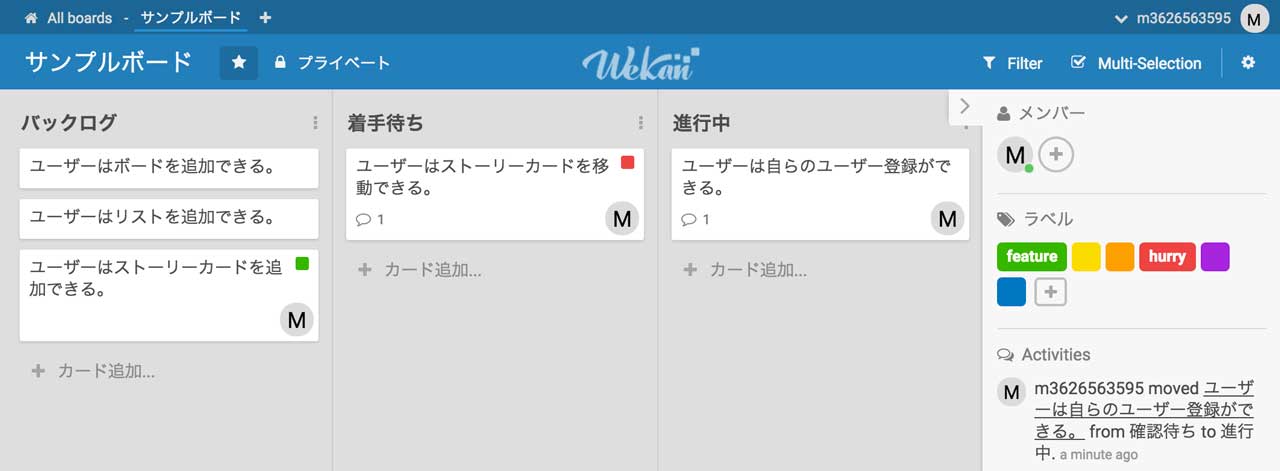 All boards - サンプルボード
m3626563595 M
サンプルボード
プライベート
Wekan
Filter
Multi-Selection
バックログ
ユーザーはボードを追加できる。
ユーザーはリストを追加できる。
ユーザーはストーリーカードを追
加できる。
M
カード追加...
着手待ち
ユーザーはストーリーカードを移
動できる。
1
M
カード追加...
進行中
ユーザーは自らのユーザー登録がで
きる。
1
M
カード追加...
メンバー
M
ラベル
feature
hurry
Activities
M
m3626563595 moved ユーザ
ーは自らのユーザー登録がで
きる。 from 確認待ち to 進行
中. a minute ago